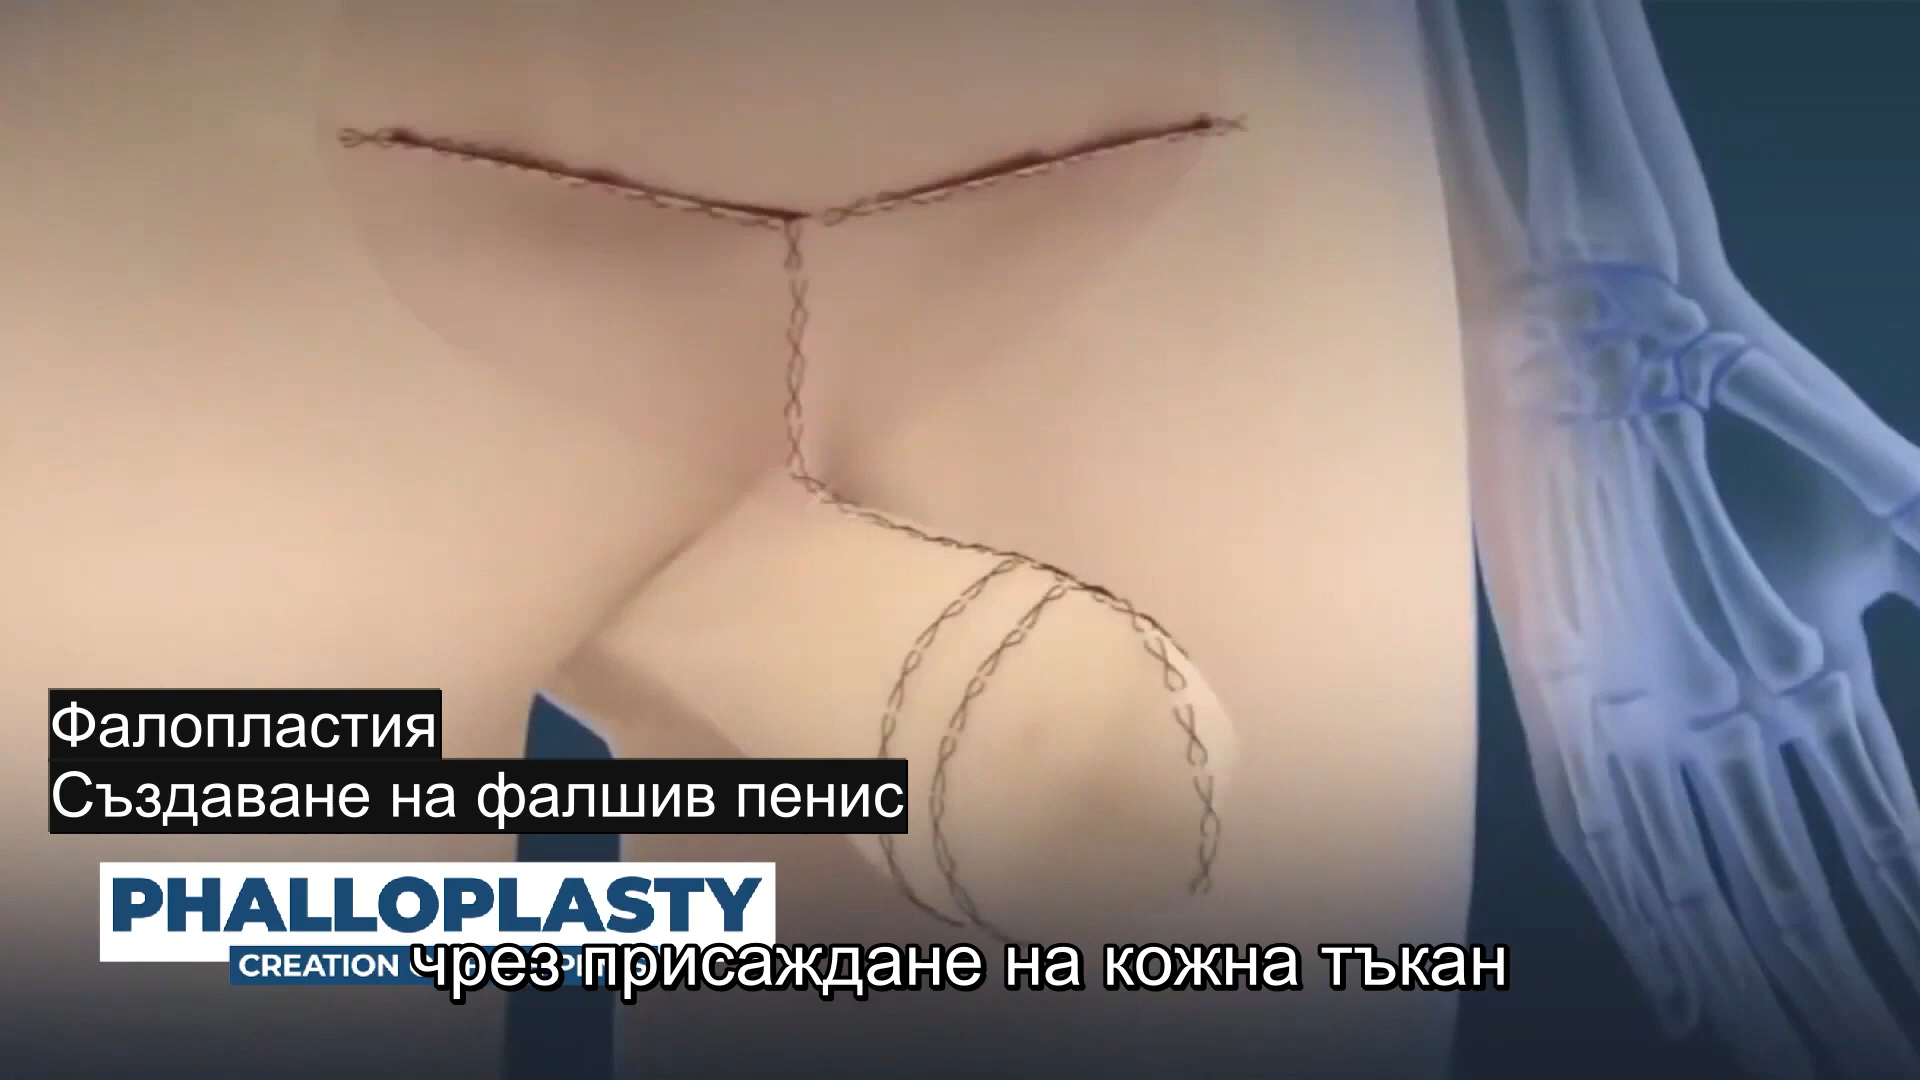 Фалопластия
Създаване на фалшив пенис
PHALLOPLASTY
CREATION
чрез присаждане на кожна тъкан